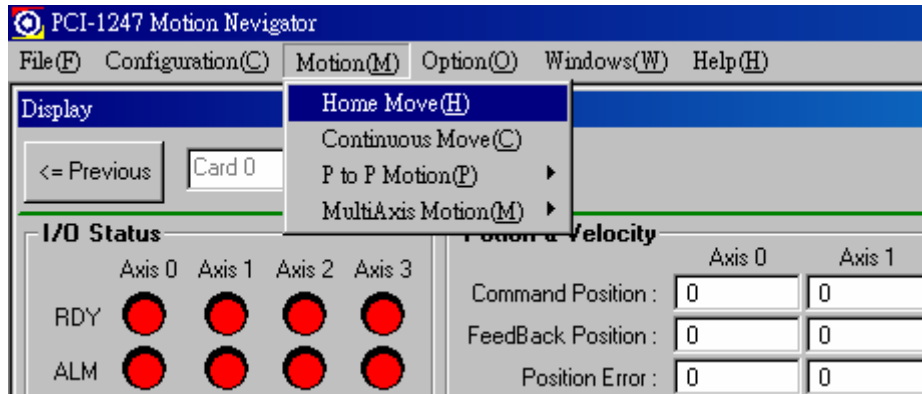 PCI-1247 Motion Nevigator
File(F) Configuration(C) Motion(M) Option(O) Windows(W) Help(H)
Home Move(H)
Continuous Move(C)
P to P Motion(P)
MultiAxis Motion(M)
Display
<= Previous Card 0
I/O Status
Axis 0 Axis 1 Axis 2 Axis 3
RDY
ALM
Velocity
Axis 0 Axis 1
Command Position : 0 0
FeedBack Position : 0 0
Position Error : 0 0